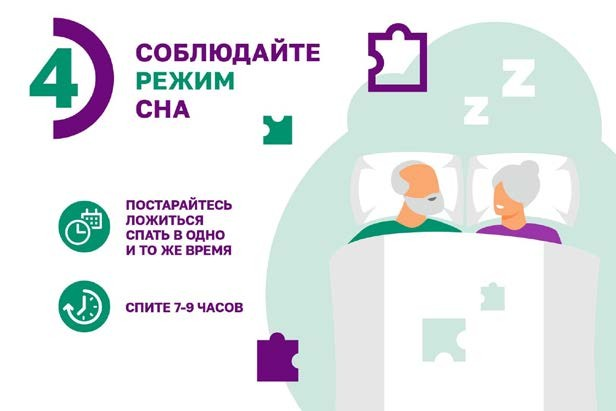 4
СОБЛЮДАЙТЕ
РЕЖИМ
СНА
Z
Z
ПОСТАРАЙТЕСЬ
ЛОЖИТЬСЯ
СПАТЬ В ОДНО
И ТО ЖЕ ВРЕМЯ
СПИТЕ 7-9 ЧАСОВ